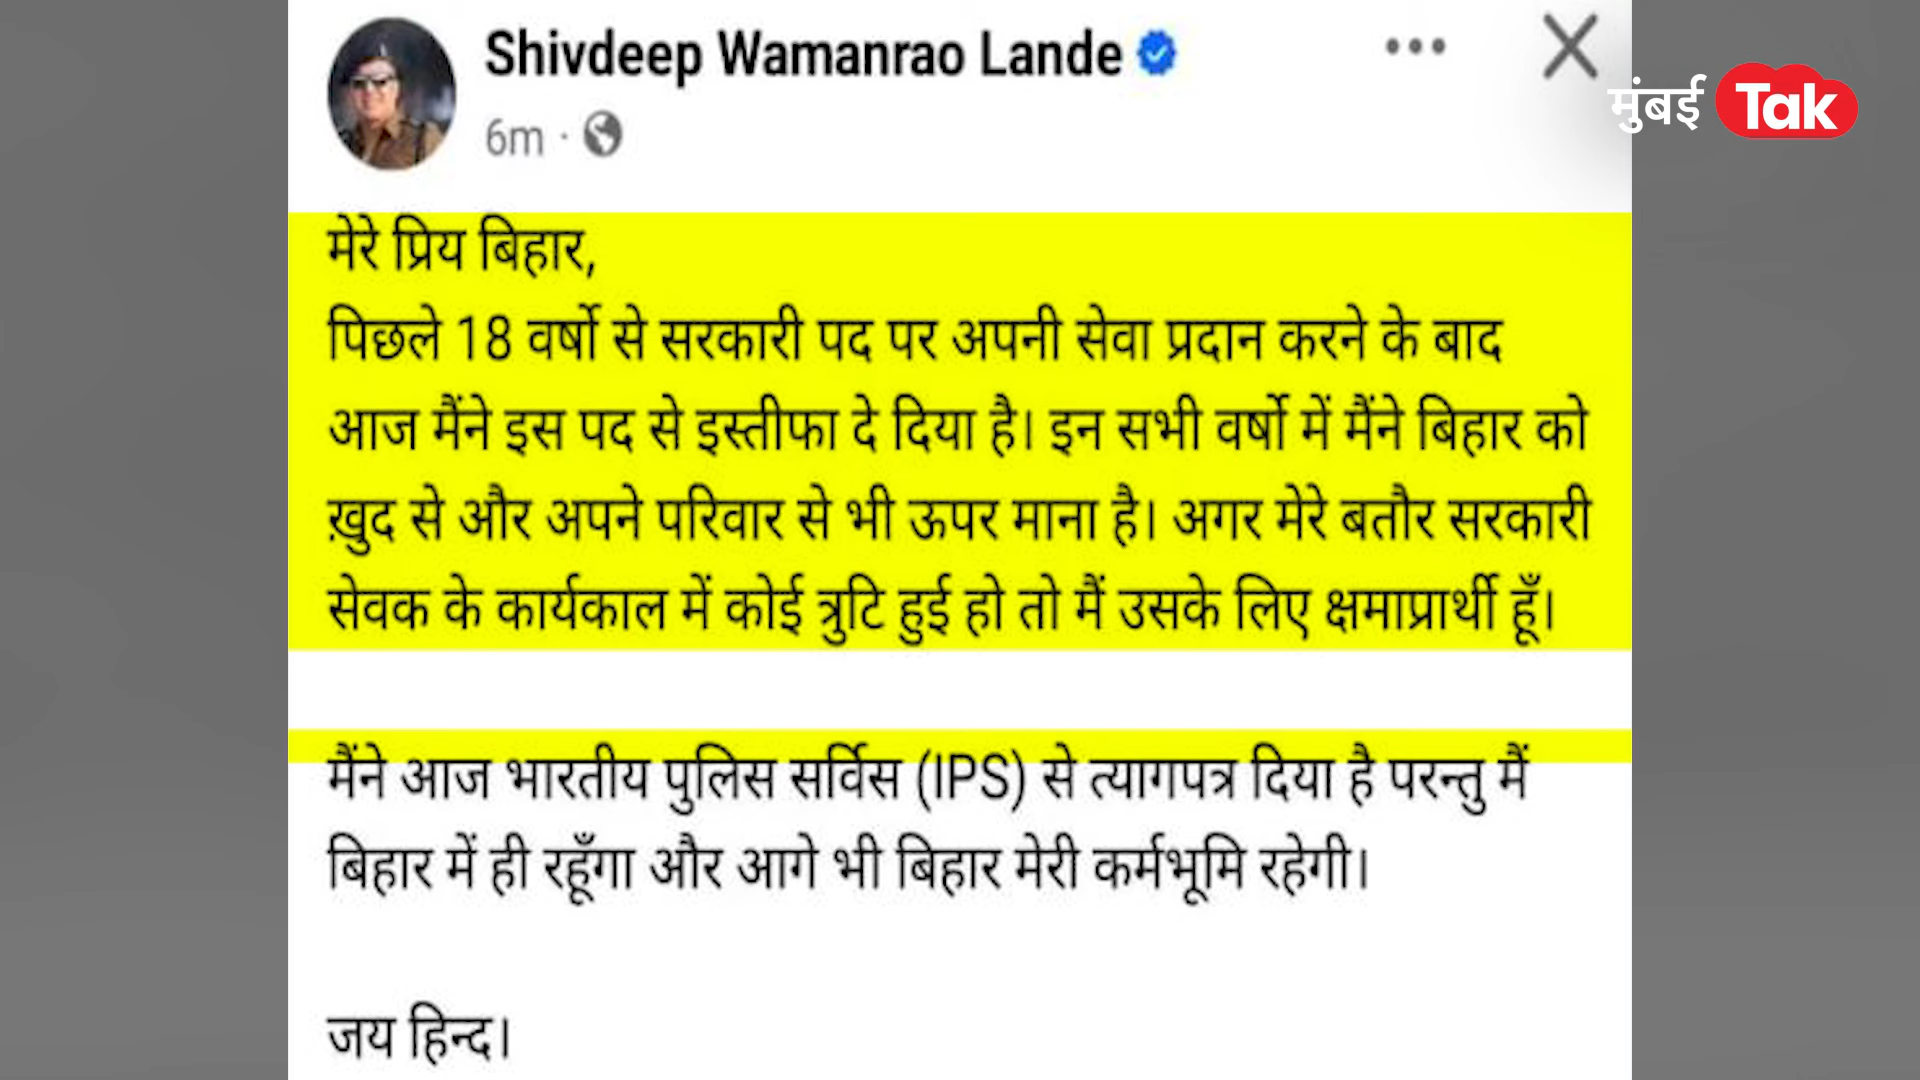 Shivdeep Wamanrao Lande
6m ·
मुंबई Tak
मेरे प्रिय बिहार,
पिछले 18 वर्षो से सरकारी पद पर अपनी सेवा प्रदान करने के बाद
आज मैंने इस पद से इस्तीफा दे दिया है। इन सभी वर्षो में मैंने बिहार को
ख़ुद से और अपने परिवार से भी ऊपर माना है। अगर मेरे बतौर सरकारी
सेवक के कार्यकाल में कोई त्रुटि हुई हो तो मैं उसके लिए क्षमाप्रार्थी हूँ।
मैंने आज भारतीय पुलिस सर्विस (IPS) से त्यागपत्र दिया है परन्तु मैं
बिहार में ही रहूँगा और आगे भी बिहार मेरी कर्मभूमि रहेगी।
जय हिन्द।